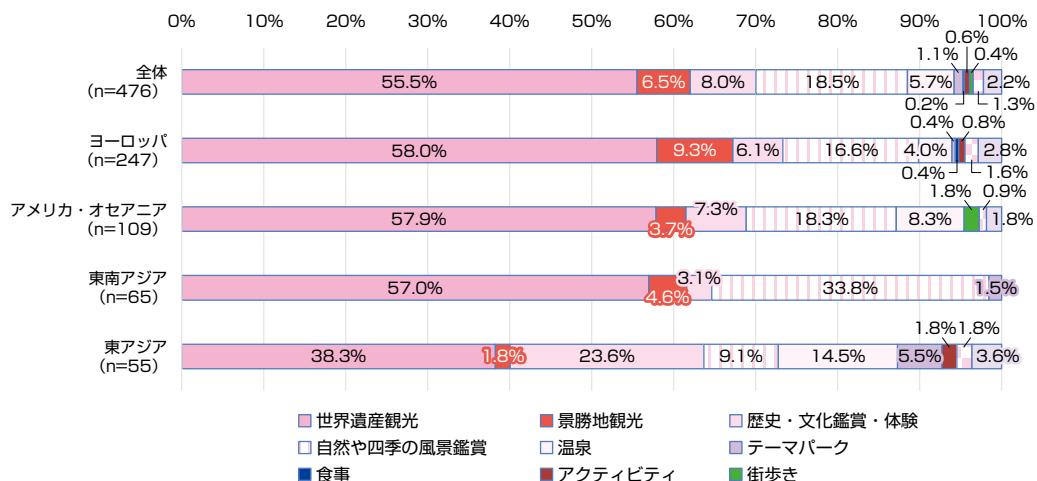 0% 10% 20% 30% 40% 50% 60% 70% 80% 90% 100%
0.6%
1.1% 0.4%
全体
(n=476)
55.5% 6.5% 8.0% 18.5% 5.7% 2.2%
0.2% 1.3%
0.4% 0.8%
ヨーロッパ
(n=247)
58.0% 9.3% 6.1% 16.6% 4.0% 2.8%
0.4% 1.6%
1.8% 0.9%
アメリカ・オセアニア
(n=109)
57.9% 3.7% 7.3% 18.3% 8.3% 1.8%
東南アジア
(n=65)
57.0% 4.6% 3.1% 33.8% 1.5%
1.8% 1.8%
東アジア
(n=55)
38.3% 1.8% 23.6% 9.1% 14.5% 5.5% 3.6%
世界遺産観光 景勝地観光 歴史・文化鑑賞・体験
自然や四季の風景鑑賞 温泉 テーマパーク
食事 アクティビティ 街歩き